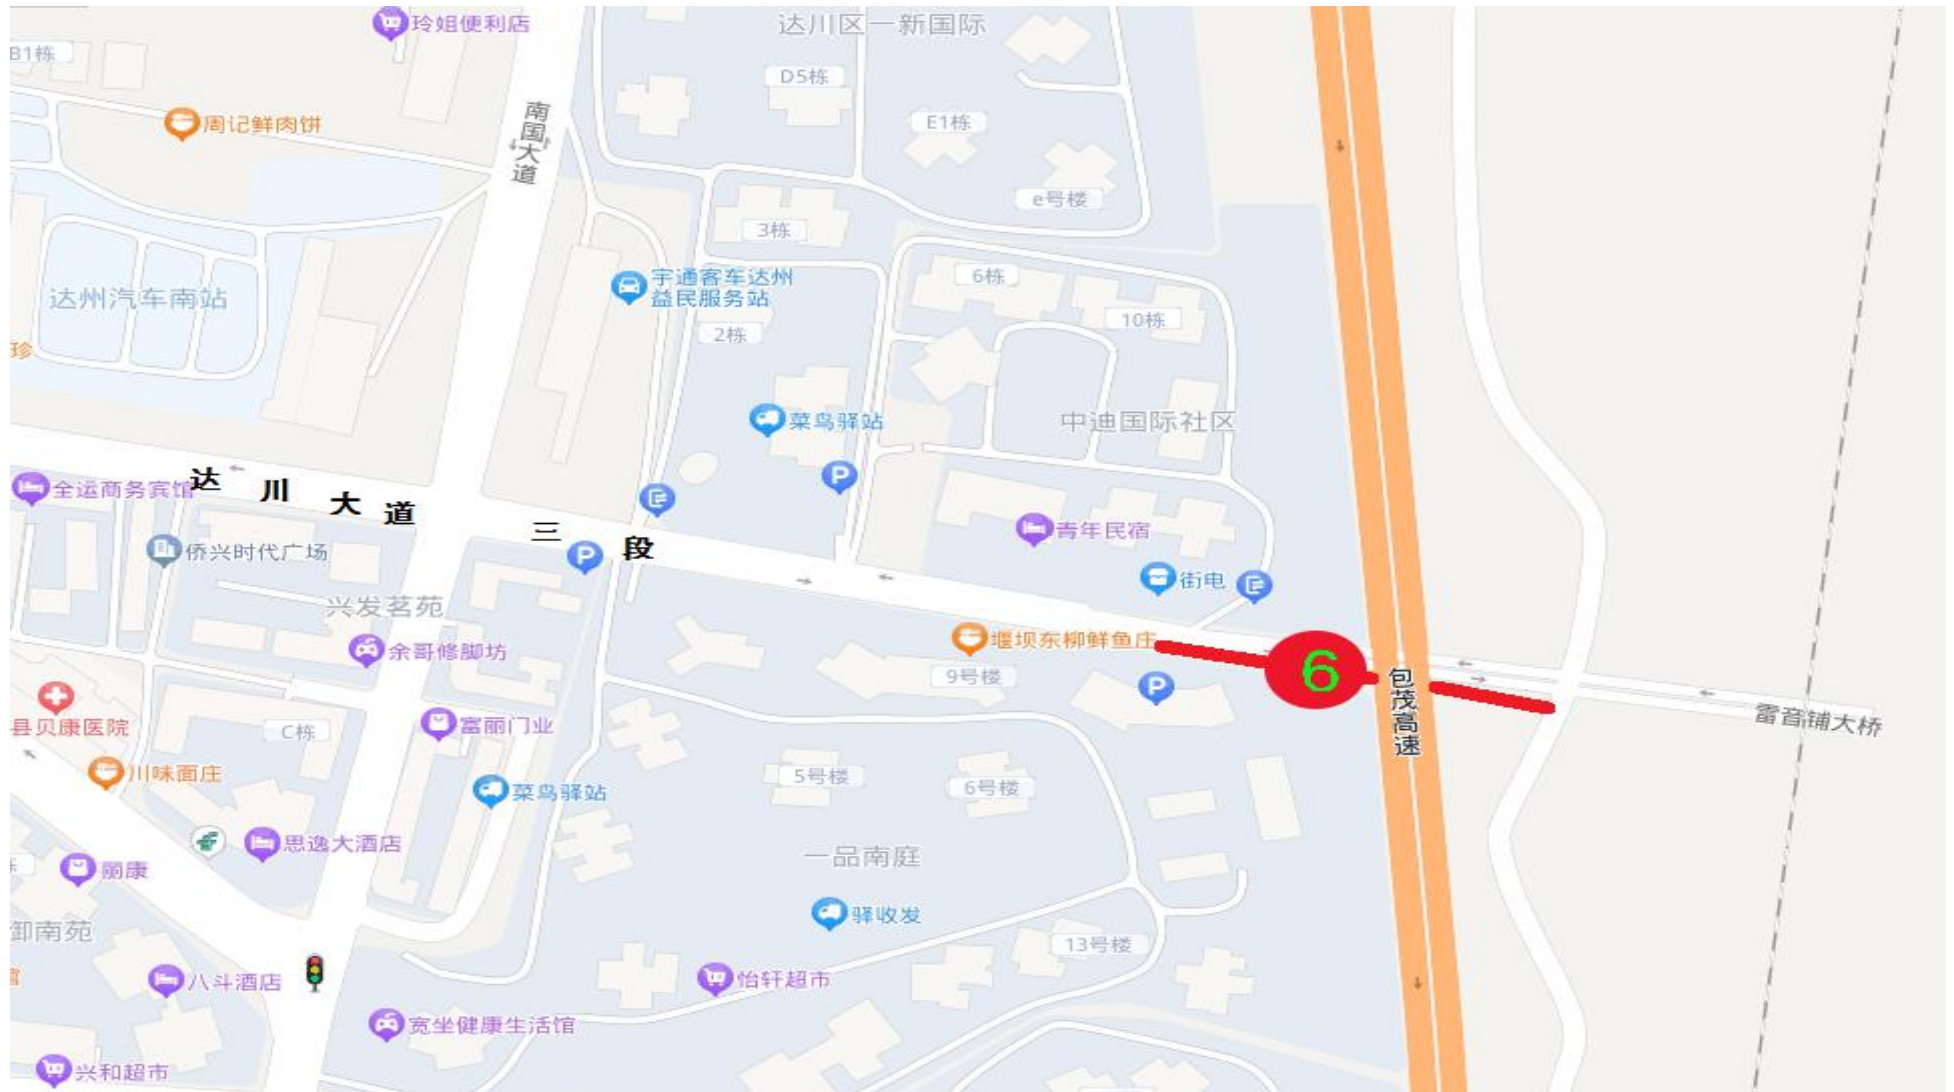 玲姐便利店
达川区一新国际
B1栋
D5栋
周记鲜肉饼
南国大道
E1栋
e号楼
3栋
达州汽车南站
宇通客车达州
益民服务站
6栋
10栋
2栋
珍
菜鸟驿站
中迪国际社区
P
全运商务宾馆
达川大道三段
E
青年民宿
侨兴时代广场
P
街电
E
兴发茗苑
余哥修脚坊
堰坝东柳鲜鱼庄
9号楼
6
P
包茂高速
雷音铺大桥
县贝康医院
C栋
富丽门业
川味面庄
5号楼
6号楼
菜鸟驿站
思逸大酒店
丽康
一品南庭
驿收发
御南苑
13号楼
八斗酒店
怡轩超市
宽坐健康生活馆
兴和超市